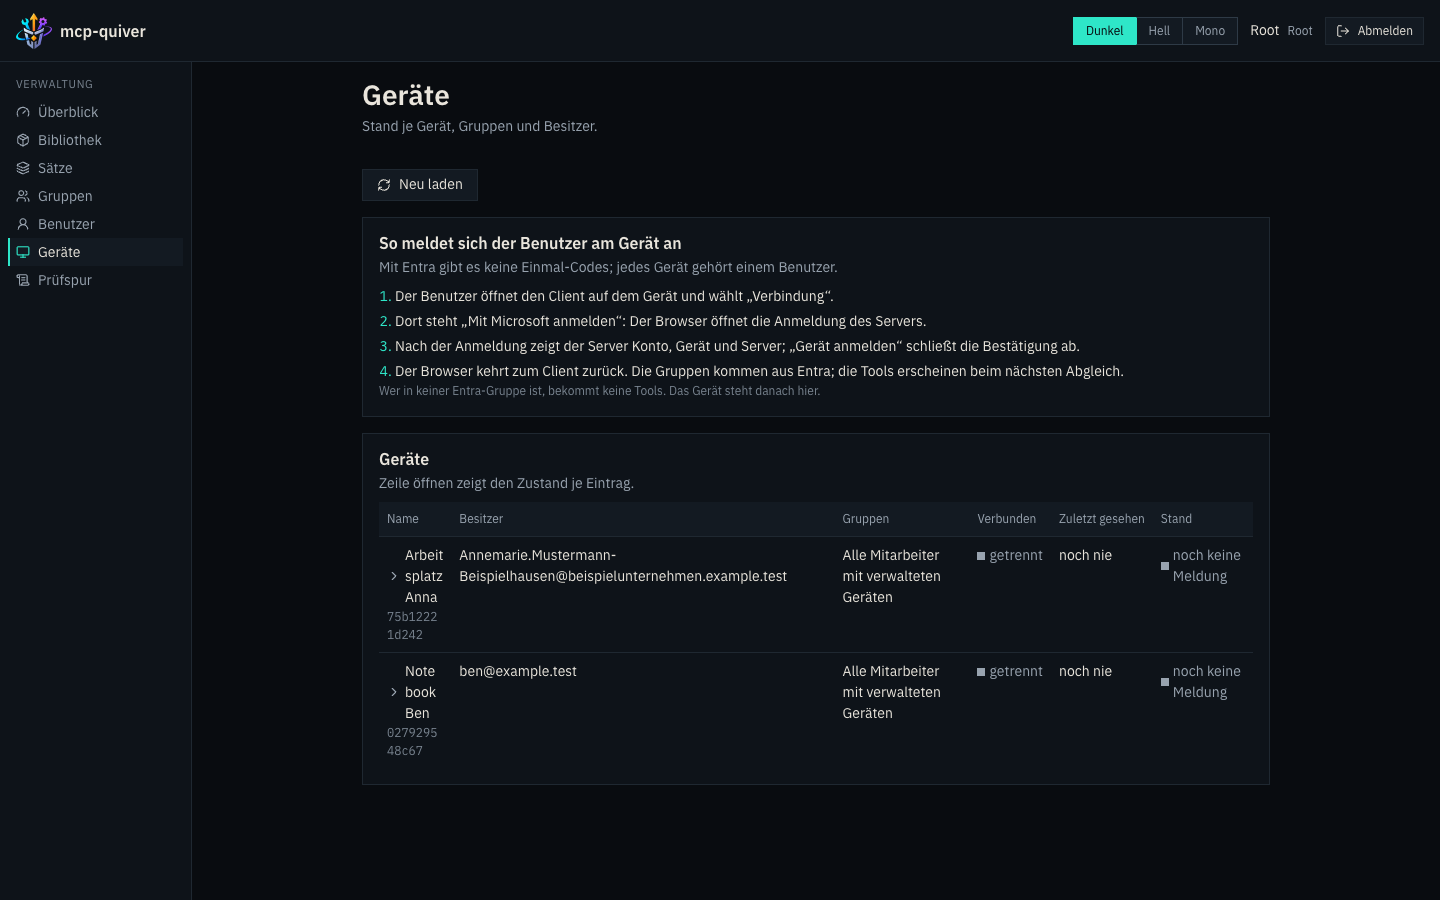 mcp-quiver
Dunkel
Hell
Mono
Root
Root
Abmelden
VERWALTUNG
Überblick
Bibliothek
Sätze
Gruppen
Benutzer
Geräte
Prüfspur
Geräte
Stand je Gerät, Gruppen und Besitzer.
Neu laden
So meldet sich der Benutzer am Gerät an
Mit Entra gibt es keine Einmal-Codes; jedes Gerät gehört einem Benutzer.
1. Der Benutzer öffnet den Client auf dem Gerät und wählt „Verbindung“.
2. Dort steht „Mit Microsoft anmelden“: Der Browser öffnet die Anmeldung des Servers.
3. Nach der Anmeldung zeigt der Server Konto, Gerät und Server; „Gerät anmelden“ schließt die Bestätigung ab.
4. Der Browser kehrt zum Client zurück. Die Gruppen kommen aus Entra; die Tools erscheinen beim nächsten Abgleich.
Wer in keiner Entra-Gruppe ist, bekommt keine Tools. Das Gerät steht danach hier.
Geräte
Zeile öffnen zeigt den Zustand je Eintrag.
Name Besitzer Gruppen Verbunden Zuletzt gesehen Stand
Arbeit
splatz
Anna
75b1222
1d242
Annemarie.Mustermann-
Beispielhausen@beispielunternehmen.example.test
Alle Mitarbeiter
mit verwalteten
Geräten
getrennt
noch nie
noch keine
Meldung
Note
book
Ben
0279295
48c67
ben@example.test
Alle Mitarbeiter
mit verwalteten
Geräten
getrennt
noch nie
noch keine
Meldung